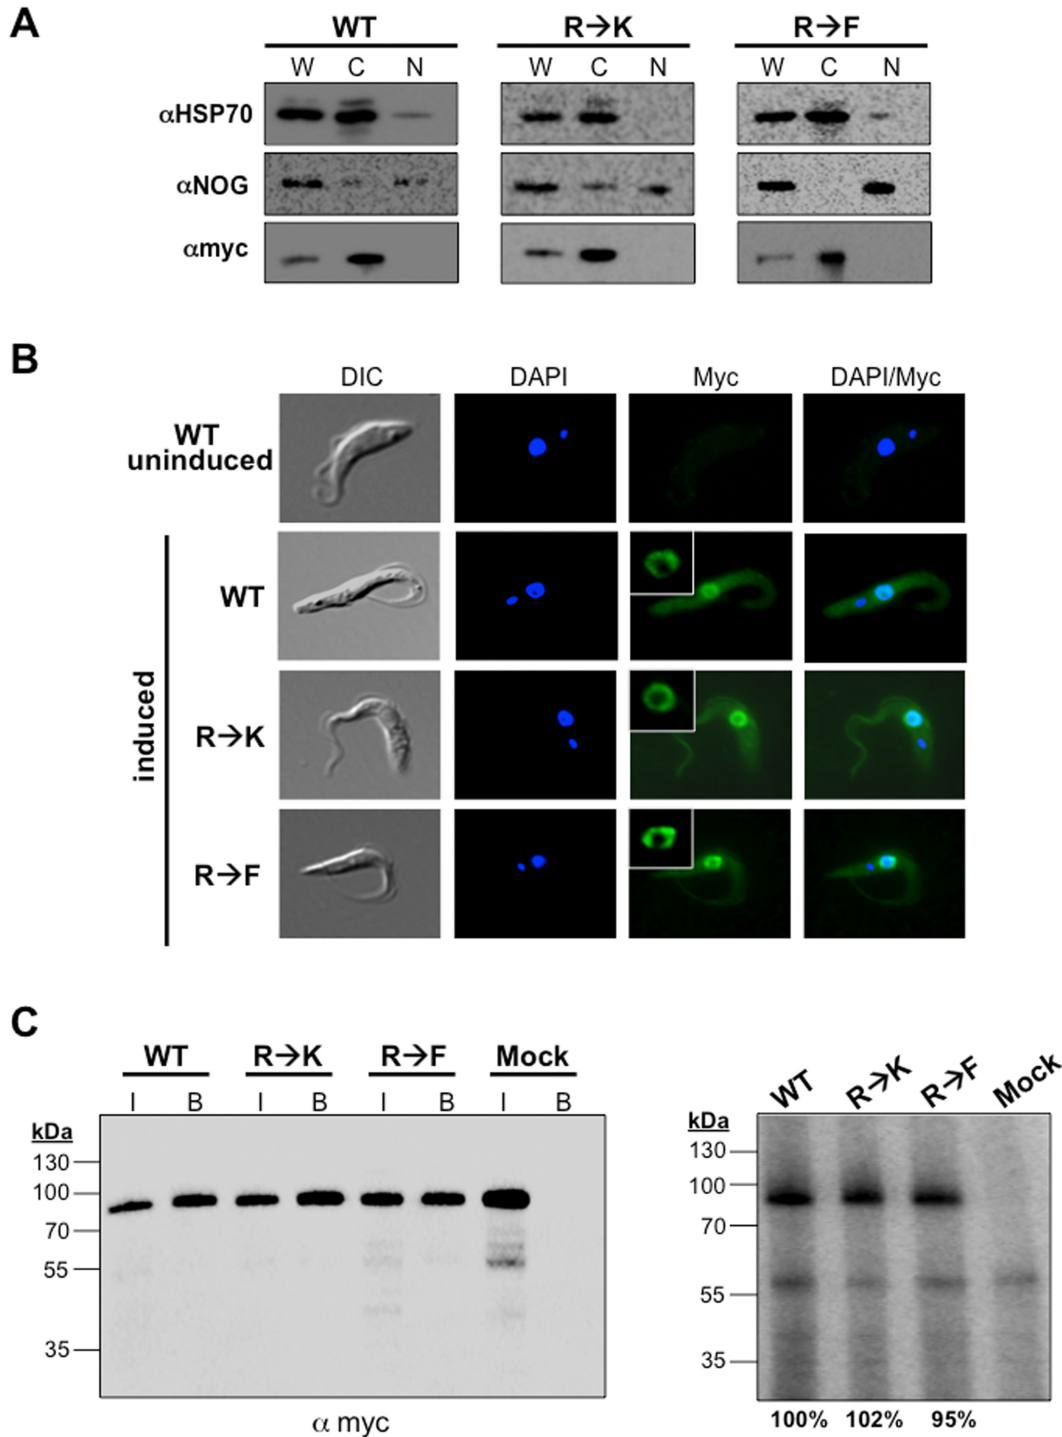 A
WT R→K R→F
W C N W C N W C N
αHSP70
αNOG
αmyc
B
DIC DAPI Myc DAPI/Myc
WT
uninduced
induced
WT
R→K
R→F
C
WT R→K R→F Mock
I B I B I B I B
kDa
130
100
70
55
35
α myc
WT R→K R→F Mock
kDa
130
100
70
55
35
100% 102% 95%